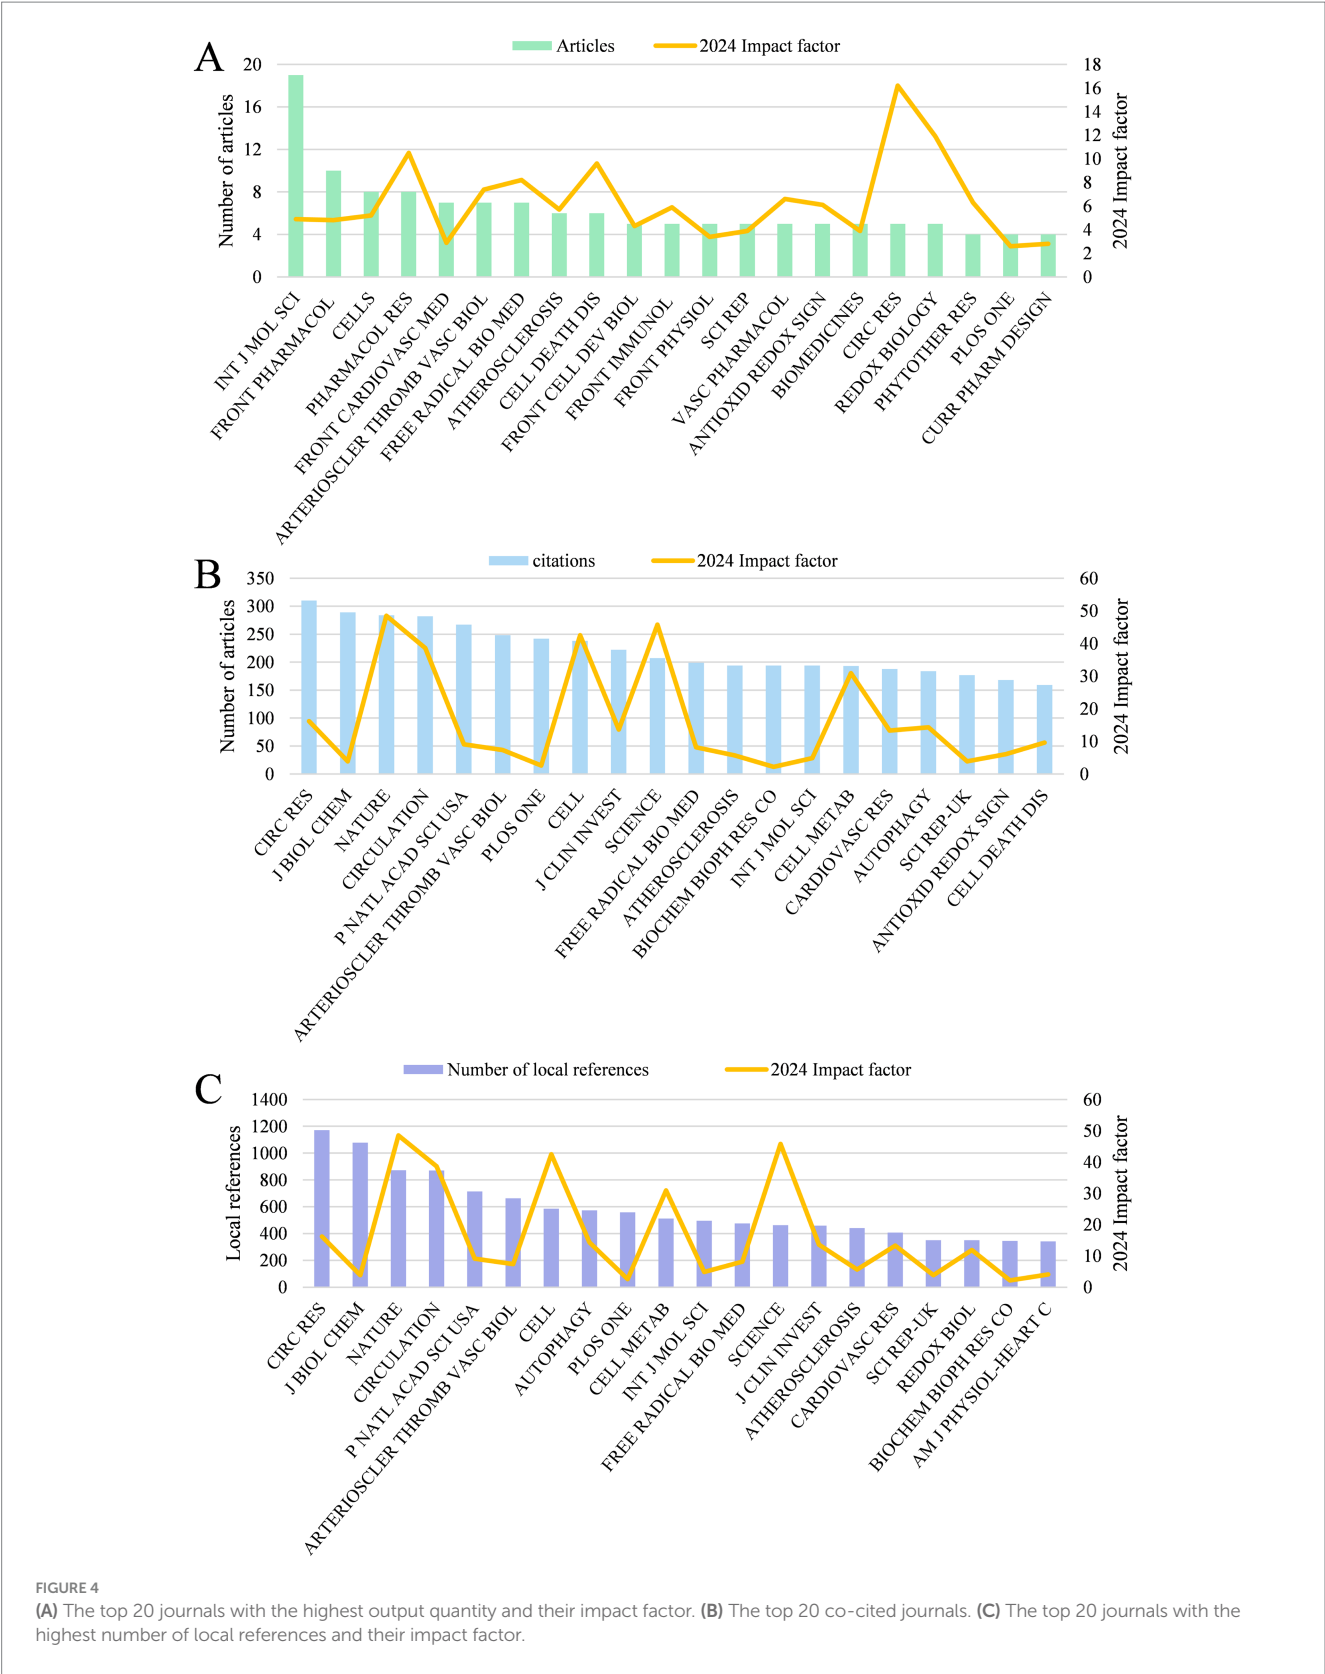 A
Articles
2024 Impact factor
20
16
12
8
4
0
Number of articles
18
16
14
12
10
8
6
4
2
0
2024 Impact factor
INT J MOL SCI
FRONT PHARMACOL
CELLS
PHARMACOL RES
FRONT CARDIOVASC MED
ARTERIOSCLER THROMB VASC BIOL
FREE RADICAL BIO MED
ATHEROSCLEROSIS
CELL DEATH DIS
FRONT CELL DEV BIOL
FRONT IMMUNOL
FRONT PHYSIOL
SCI REP
VASC PHARMACOL
ANTIOXID REDOX SIGN
BIOMEDICINES
CIRC RES
REDOX BIOLOGY
PHYTOTHER RES
PLOS ONE
CURR PHARM DESIGN
B
citations
2024 Impact factor
350
300
250
200
150
100
50
0
Number of articles
60
50
40
30
20
10
0
2024 Impact factor
CIRC RES
J BIOL CHEM
NATURE
CIRCULATION
P NATL ACAD SCI USA
ARTERIOSCLER THROMB VASC BIOL
PLOS ONE
CELL
J CLIN INVEST
SCIENCE
FREE RADICAL BIO MED
ATHEROSCLEROSIS
BIOCHEM BIOPH RES CO
INT J MOL SCI
CELL METAB
CARDIOVASC RES
AUTOPHAGY
SCI REP-UK
ANTIOXID REDOX SIGN
CELL DEATH DIS
C
Number of local references
2024 Impact factor
1400
1200
1000
800
600
400
200
0
Local references
60
50
40
30
20
10
0
2024 Impact factor
CIRC RES
J BIOL CHEM
NATURE
CIRCULATION
P NATL ACAD SCI USA
ARTERIOSCLER THROMB VASC BIOL
CELL
AUTOPHAGY
PLOS ONE
CELL METAB
INT J MOL SCI
FREE RADICAL BIO MED
SCIENCE
J CLIN INVEST
ATHEROSCLEROSIS
CARDIOVASC RES
SCI REP-UK
REDOX BIOL
BIOCHEM BIOPH RES CO
AM J PHYSIOL-HEART C
FIGURE 4
(A) The top 20 journals with the highest output quantity and their impact factor. (B) The top 20 co-cited journals. (C) The top 20 journals with the
highest number of local references and their impact factor.